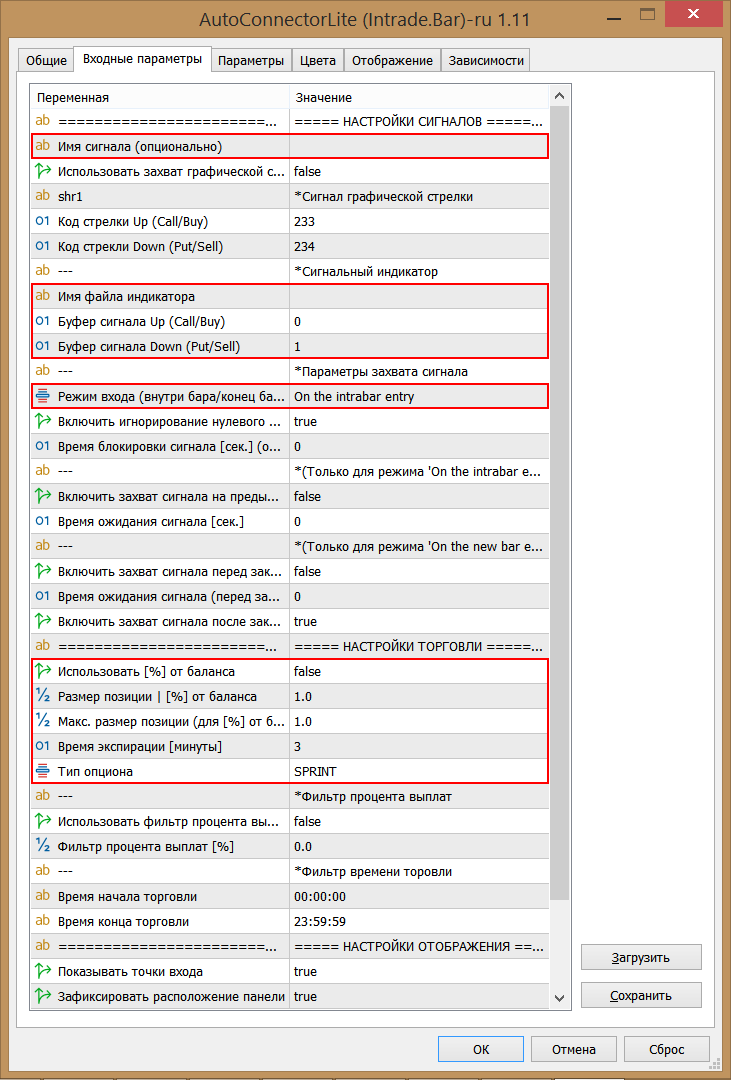 AutoConnectorLite (Intrade.Bar)-ru 1.11
Общие Входные параметры Параметры Цвета Отображение Зависимости
Переменная Значение
ab ========================... ===== НАСТРОЙКИ СИГНАЛОВ ======...
ab Имя сигнала (опционально)
Использовать захват графической с... false
ab shr1 *Сигнал графической стрелки
01 Код стрелки Up (Call/Buy) 233
01 Код стрекли Down (Put/Sell) 234
ab --- *Сигнальный индикатор
ab Имя файла индикатора
01 Буфер сигнала Up (Call/Buy) 0
01 Буфер сигнала Down (Put/Sell) 1
ab --- *Параметры захвата сигнала
Режим входа (внутри бара/конец ба... On the intrabar entry
Включить игнорирование нулевого ... true
01 Время блокировки сигнала [сек.] (о... 0
ab --- *(Только для режима 'On the intrabar e...
Включить захват сигнала на преды... false
01 Время ожидания сигнала [сек.] 0
ab --- *(Только для режима 'On the new bar e...
Включить захват сигнала перед зак... false
01 Время ожидания сигнала (перед за... 0
Включить захват сигнала после зак... true
ab ========================... ===== НАСТРОЙКИ ТОРГОВЛИ ======...
Использовать [%] от баланса false
½ Размер позиции | [%] от баланса 1.0
½ Макс. размер позиции (для [%] от б... 1.0
01 Время экспирации [минуты] 3
Тип опциона SPRINT
ab --- *Фильтр процента выплат
Использовать фильтр процента вы... false
½ Фильтр процента выплат [%] 0.0
ab --- *Фильтр времени торовли
ab Время начала торговли 00:00:00
ab Время конца торговли 23:59:59
ab ========================... ===== НАСТРОЙКИ ОТОБРАЖЕНИЯ ==...
Показывать точки входа true
Зафиксировать расположение панели true
Загрузить
Сохранить
ОК Отмена Сброс